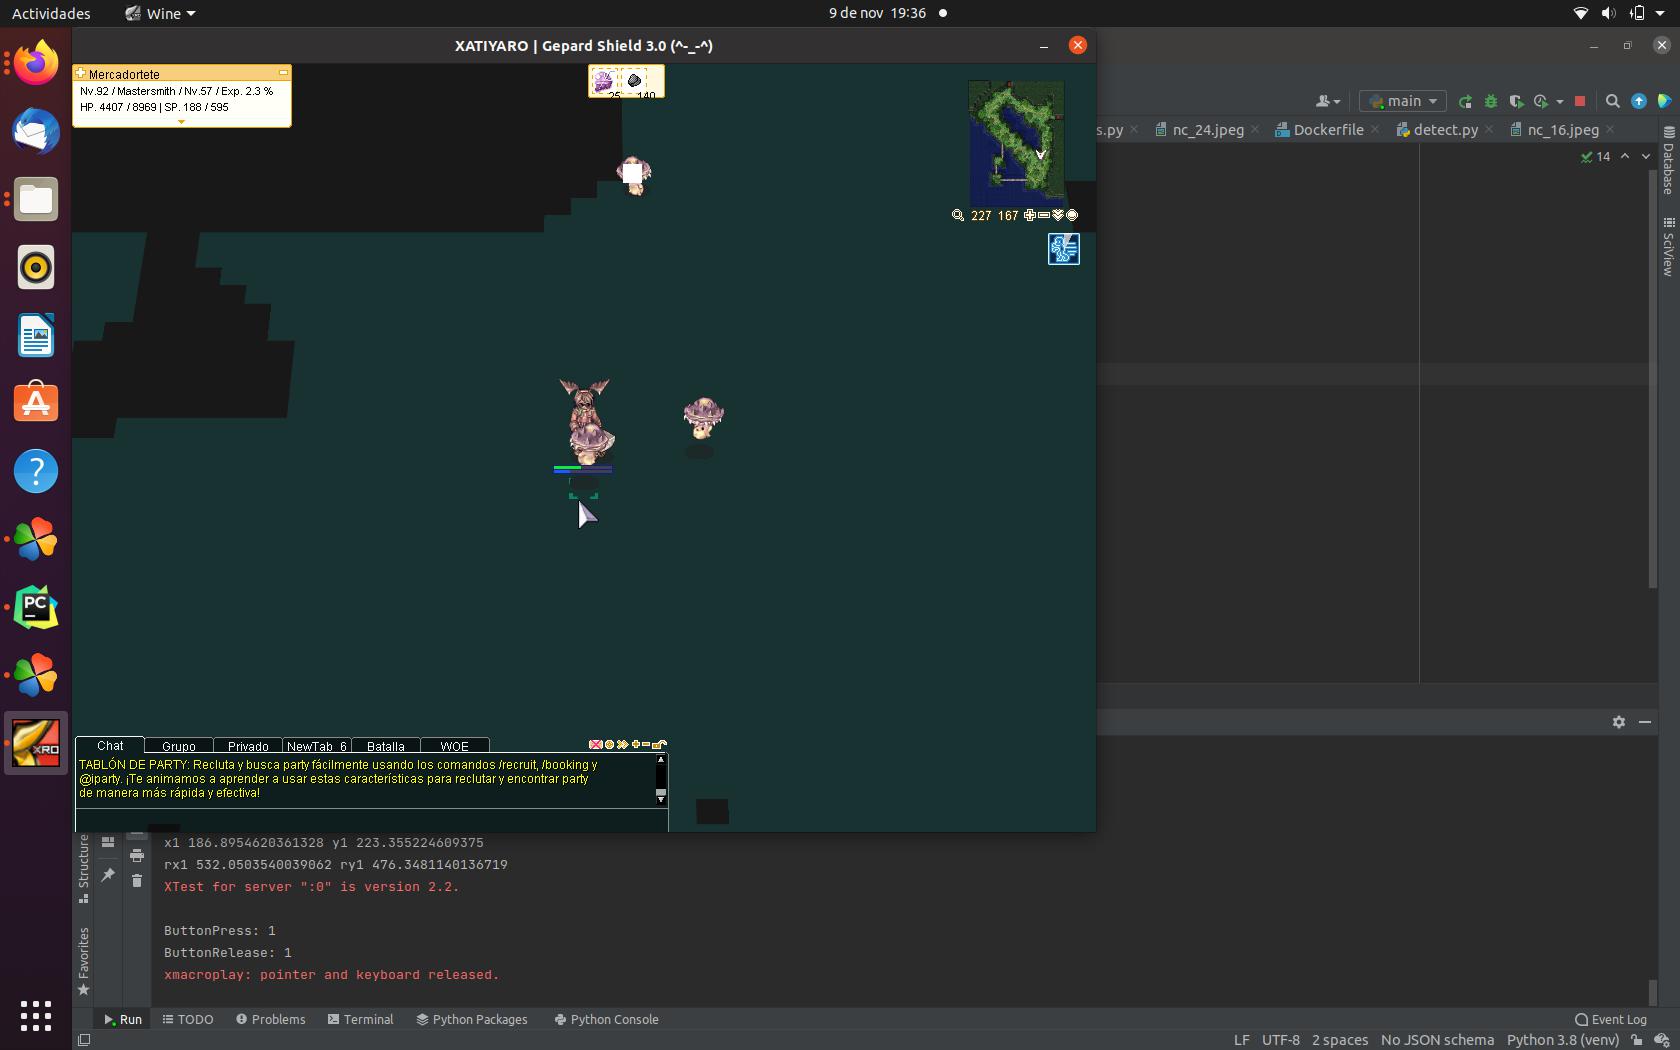 Actividades
Wine
9 de nov 19:36
XATIYARO | Gepard Shield 3.0 (^-_-^)
Mercadortete
Nv.92 / Mastersmith / Nv.57 / Exp. 2.3 %
HP. 4407 / 8969 | SP. 188 / 595
25 140
227 167
main
s.py
nc_24.jpeg
Dockerfile
detect.py
nc_16.jpeg
14
Database
SciView
PC
XRO
Chat
Grupo
Privado
NewTab 6
Batalla
WOE
TABLÓN DE PARTY: Recluta y busca party fácilmente usando los comandos /recruit, /booking y
@iparty. ¡Te animamos a aprender a usar estas características para reclutar y encontrar party
de manera más rápida y efectiva!
x1 186.8954620361328 y1 223.355224609375
rx1 532.0503540039062 ry1 476.3481140136719
XTest for server ":0" is version 2.2.
ButtonPress: 1
ButtonRelease: 1
xmacroplay: pointer and keyboard released.
Structure
Favorites
Run
TODO
Problems
Terminal
Python Packages
Python Console
Event Log
LF
UTF-8
2 spaces
No JSON schema
Python 3.8 (venv)